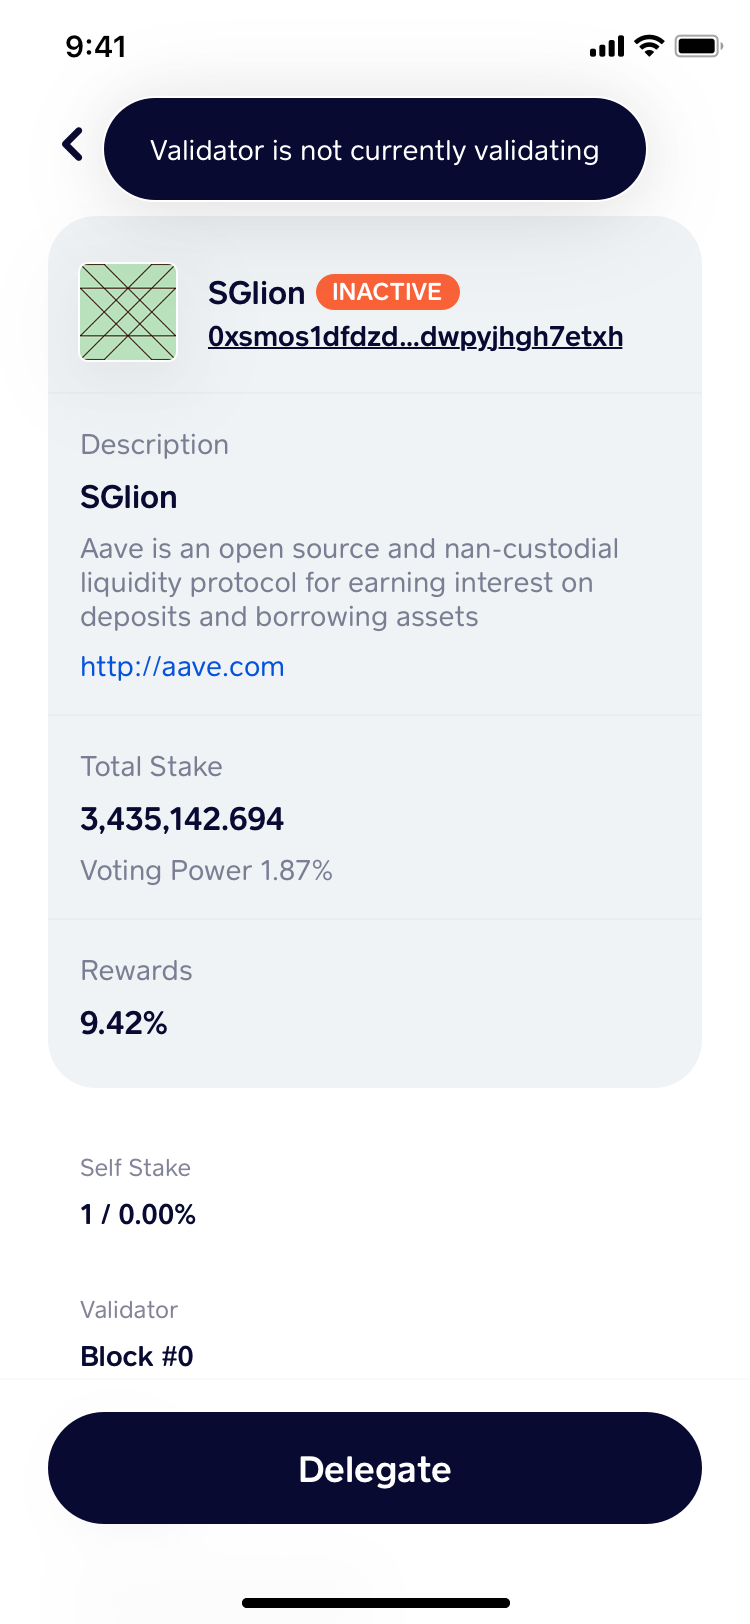 9:41
Validator is not currently validating
SGlion INACTIVE
0xsmos1dfdzd...dwpyjhgh7etxh
Description
SGlion
Aave is an open source and nan-custodial
liquidity protocol for earning interest on
deposits and borrowing assets
http://aave.com
Total Stake
3,435,142.694
Voting Power 1.87%
Rewards
9.42%
Self Stake
1 / 0.00%
Validator
Block #0
Delegate